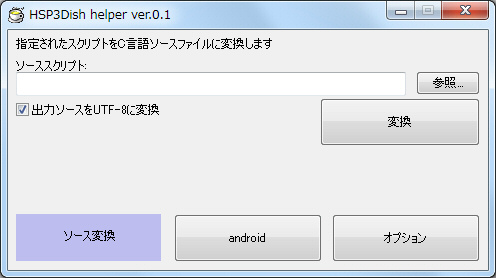 HSP3Dish helper ver.0.1
指定されたスクリプトをC言語ソースファイルに変換します
ソーススクリプト:
参照...
出力ソースをUTF-8に変換
変換
ソース変換
android
オプション